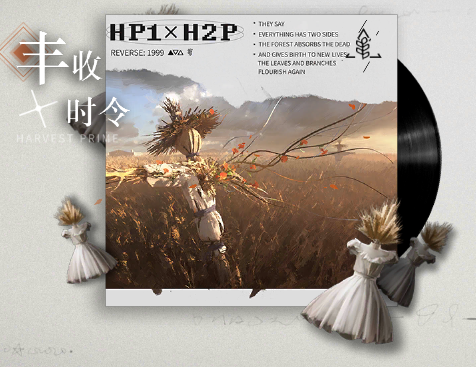 HP1×H2P
REVERSE: 1999
THEY SAY
EVERYTHING HAS TWO SIDES
THE FOREST ABSORBS THE DEAD
AND GIVES BIRTH TO NEW LIVES
THE LEAVES AND BRANCHES
FLOURISH AGAIN
丰收
×时令
HARVEST PRIME